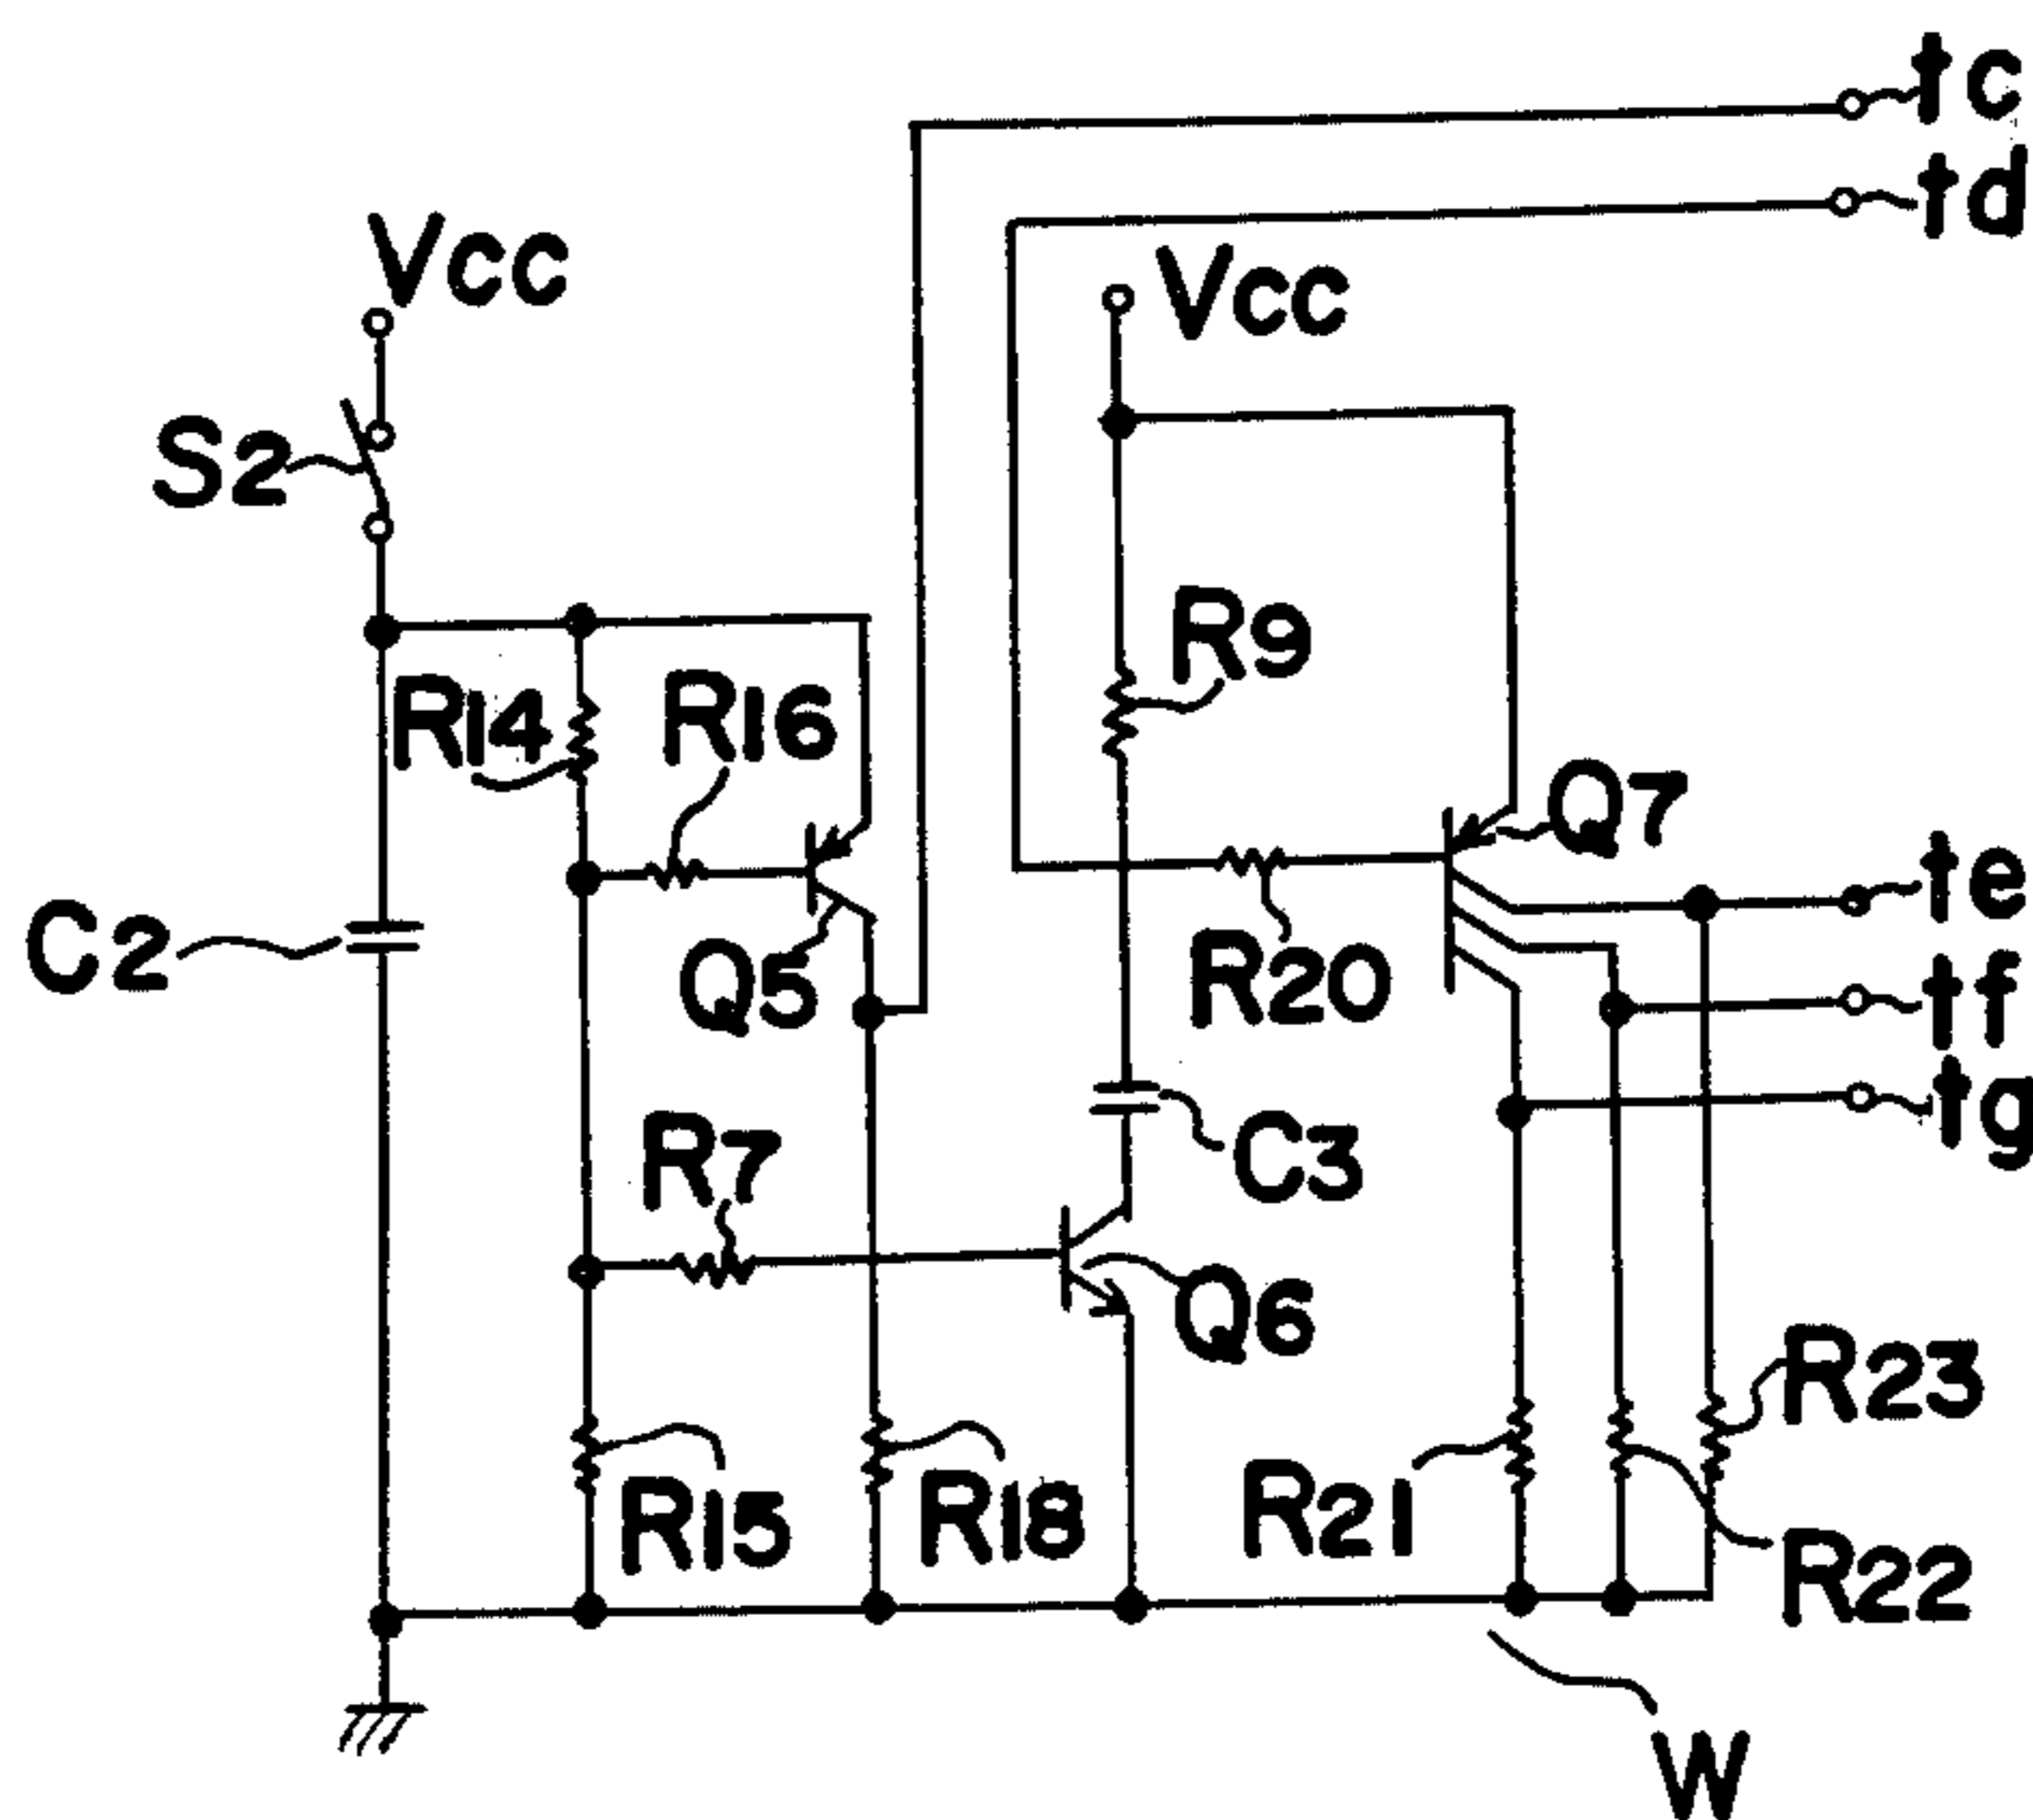 tc
td
Vcc
Vcc
S2
R9
R14
R16
Q7
te
C2
Q5
R20
tf
tg
R7
C3
Q6
R23
R15
R18
R21
R22
W